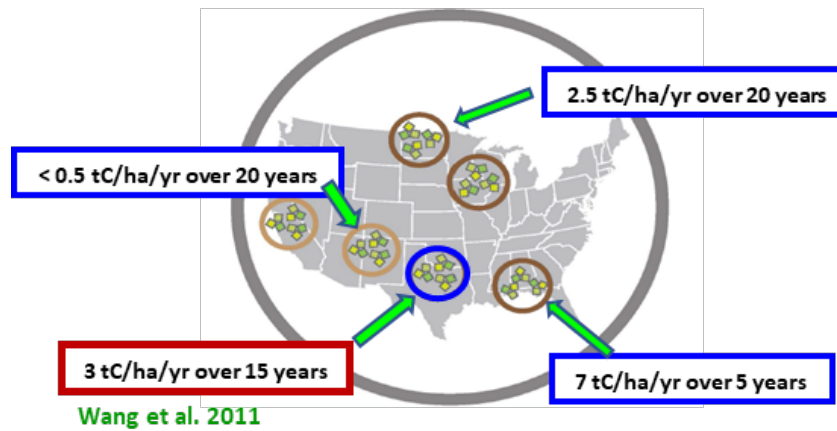 2.5 tC/ha/yr over 20 years
< 0.5 tC/ha/yr over 20 years
3 tC/ha/yr over 15 years
7 tC/ha/yr over 5 years
Wang et al. 2011